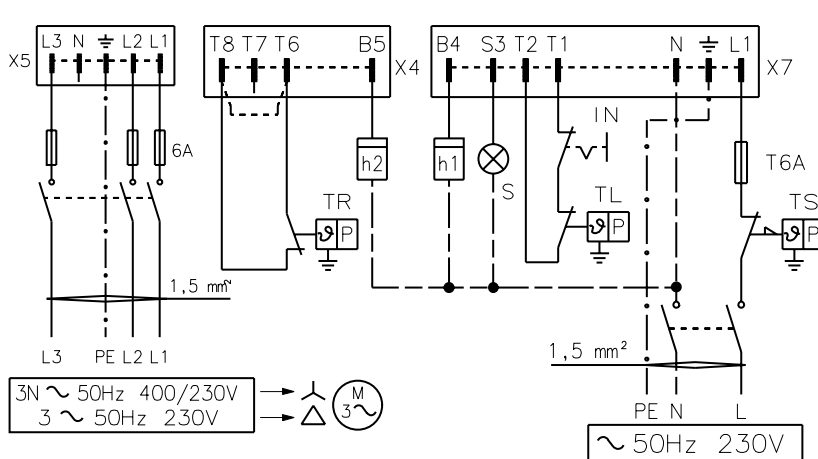 X5
L3 N L2 L1
T8 T7 T6 B5
X4
B4 S3 T2 T1 N L1
X7
6A
h2
h1
S
IN
T6A
TR
ϑ P
TL
ϑ P
TS
ϑ P
1,5 mm²
1,5 mm²
L3 PE L2 L1
3N ~ 50Hz 400/230V
3 ~ 50Hz 230V
M
3~
PE N L
~ 50Hz 230V